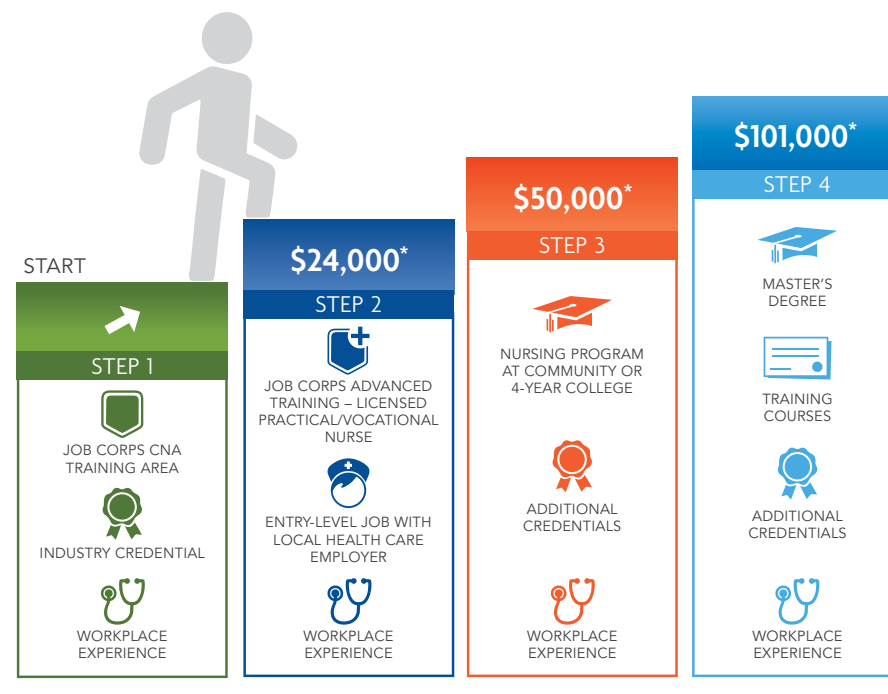 START
STEP 1
JOB CORPS CNA
TRAINING AREA
INDUSTRY CREDENTIAL
WORKPLACE
EXPERIENCE
$24,000*
STEP 2
JOB CORPS ADVANCED
TRAINING – LICENSED
PRACTICAL/VOCATIONAL
NURSE
ENTRY-LEVEL JOB WITH
LOCAL HEALTH CARE
EMPLOYER
WORKPLACE
EXPERIENCE
$50,000*
STEP 3
NURSING PROGRAM
AT COMMUNITY OR
4-YEAR COLLEGE
ADDITIONAL
CREDENTIALS
WORKPLACE
EXPERIENCE
$101,000*
STEP 4
MASTER’S
DEGREE
TRAINING
COURSES
ADDITIONAL
CREDENTIALS
WORKPLACE
EXPERIENCE